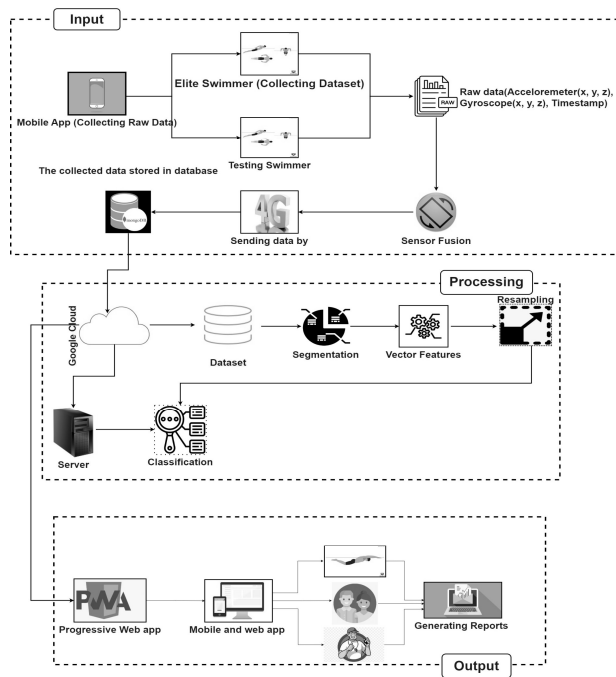 Input
Elite Swimmer (Collecting Dataset)
Mobile App (Collecting Raw Data)
Testing Swimmer
RAW
Raw data(Acceloremeter(x, y, z),
Gyroscope(x, y, z), Timestamp)
The collected data stored in database
mongoDB
4G
Sending data by
Sensor Fusion
Processing
Resampling
Google Cloud
Dataset
Segmentation
Vector Features
Server
Classification
PWA
Progressive Web app
Mobile and web app
Generating Reports
Output